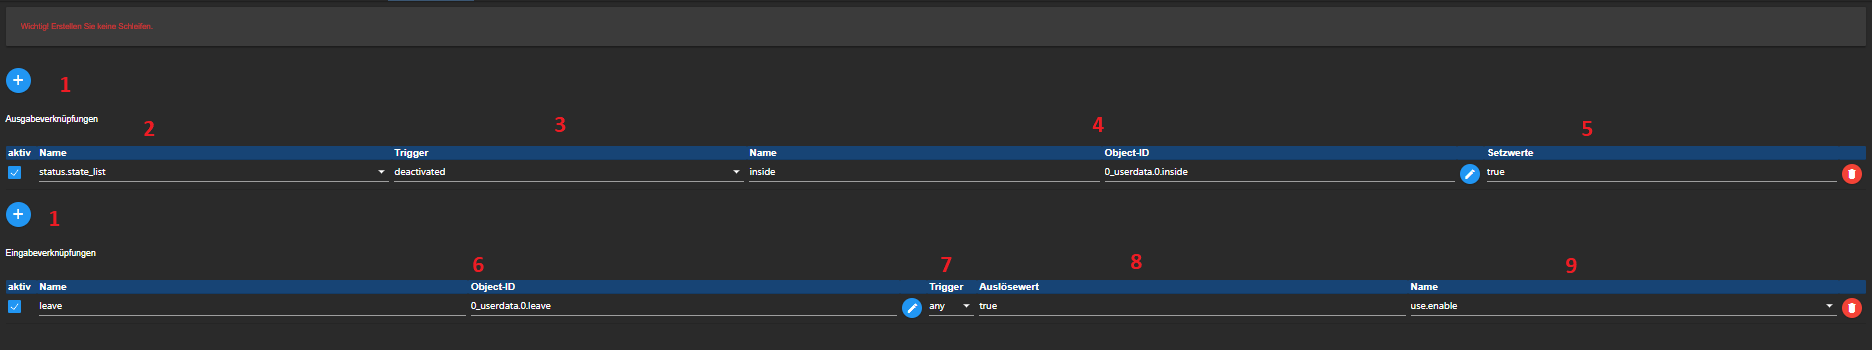 Wichtig! Erstellen Sie keine Schleifen.
1
Ausgabeverknüpfungen
2 3 4 5
aktiv Name Trigger Name Object-ID Setzwerte
status.state_list deactivated inside 0_userdata.0.inside true
1
Eingabeverknüpfungen
6 7 8 9
aktiv Name Object-ID Trigger Auslösewert Name
leave 0_userdata.0.leave any true use.enable